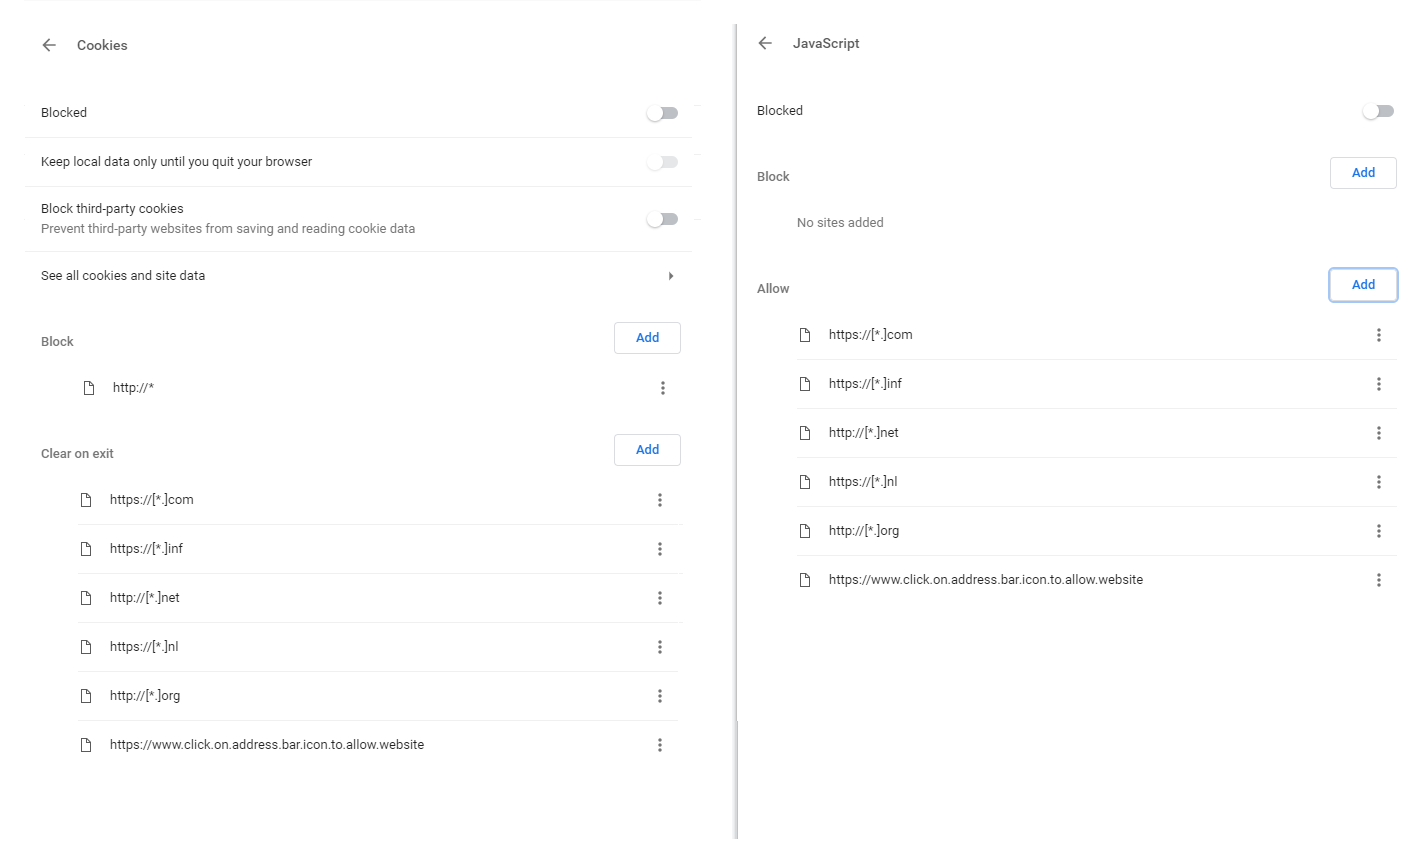 Cookies
Blocked
Keep local data only until you quit your browser
Block third-party cookies
Prevent third-party websites from saving and reading cookie data
See all cookies and site data
Block
Add
http://*
Clear on exit
Add
https://[*.]com
https://[*.]inf
http://[*.]net
https://[*.]nl
http://[*.]org
https://www.click.on.address.bar.icon.to.allow.website
JavaScript
Blocked
Block
Add
No sites added
Allow
Add
https://[*.]com
https://[*.]inf
http://[*.]net
https://[*.]nl
http://[*.]org
https://www.click.on.address.bar.icon.to.allow.website